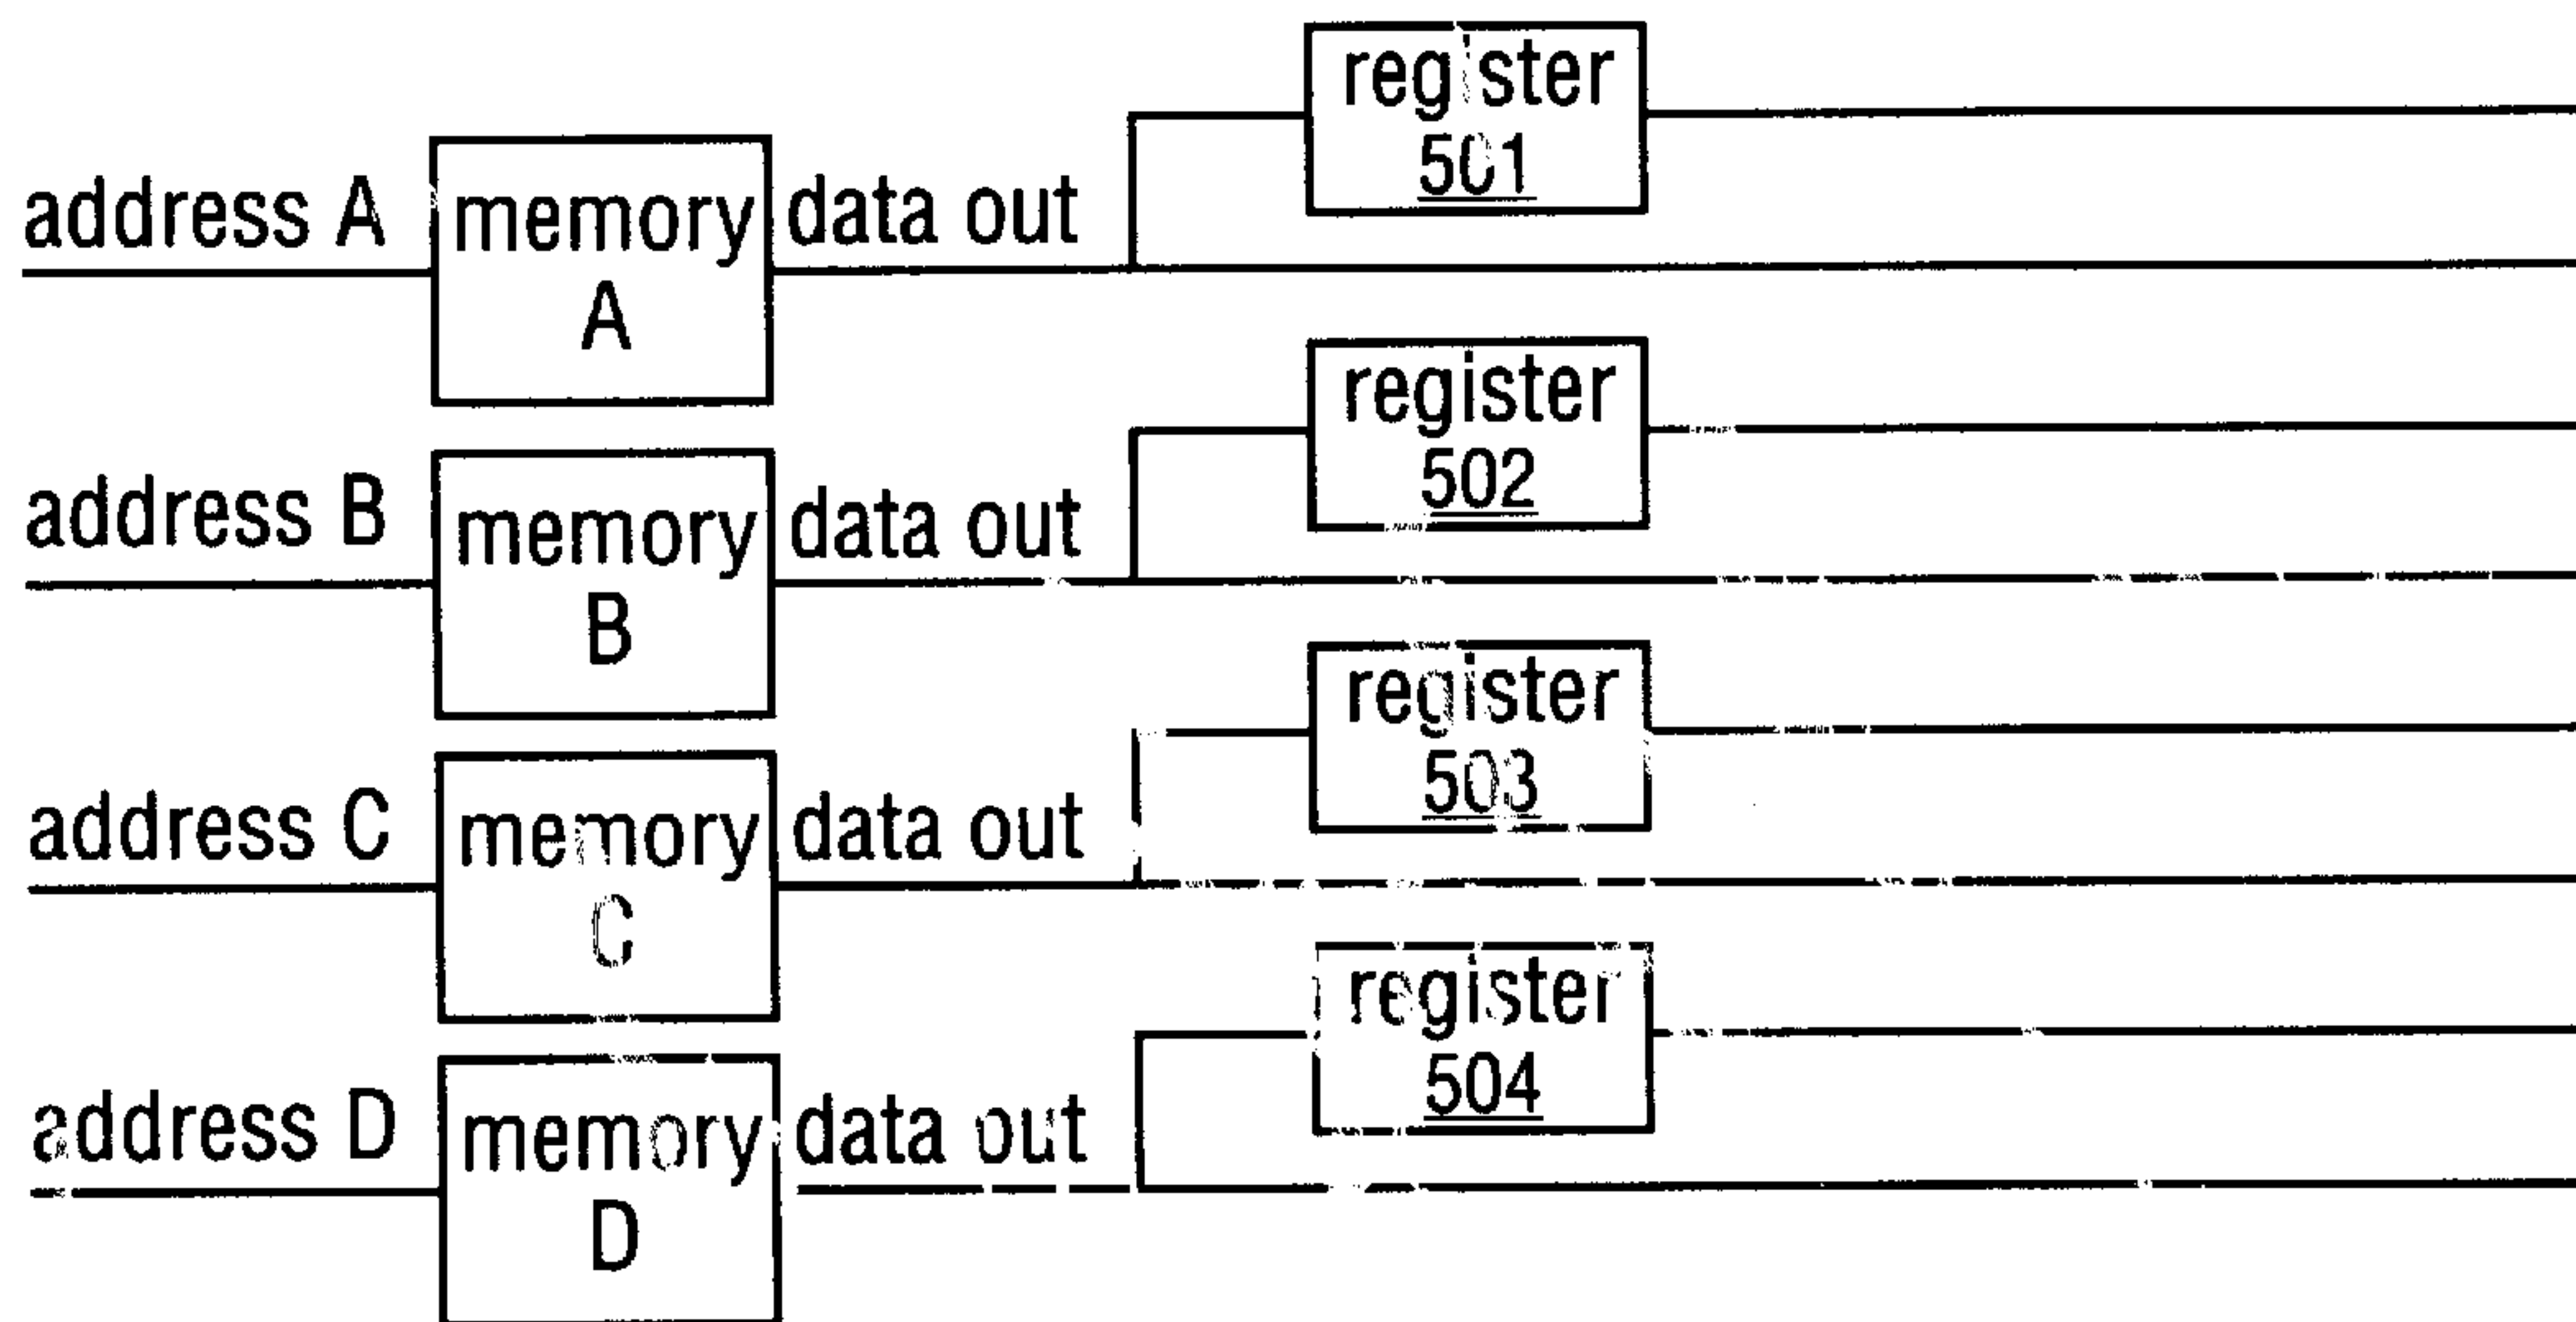 register
501
address A
memory
A
data out
register
502
address B
memory
B
data out
register
503
address C
memory
C
data out
register
504
address D
memory
D
data out